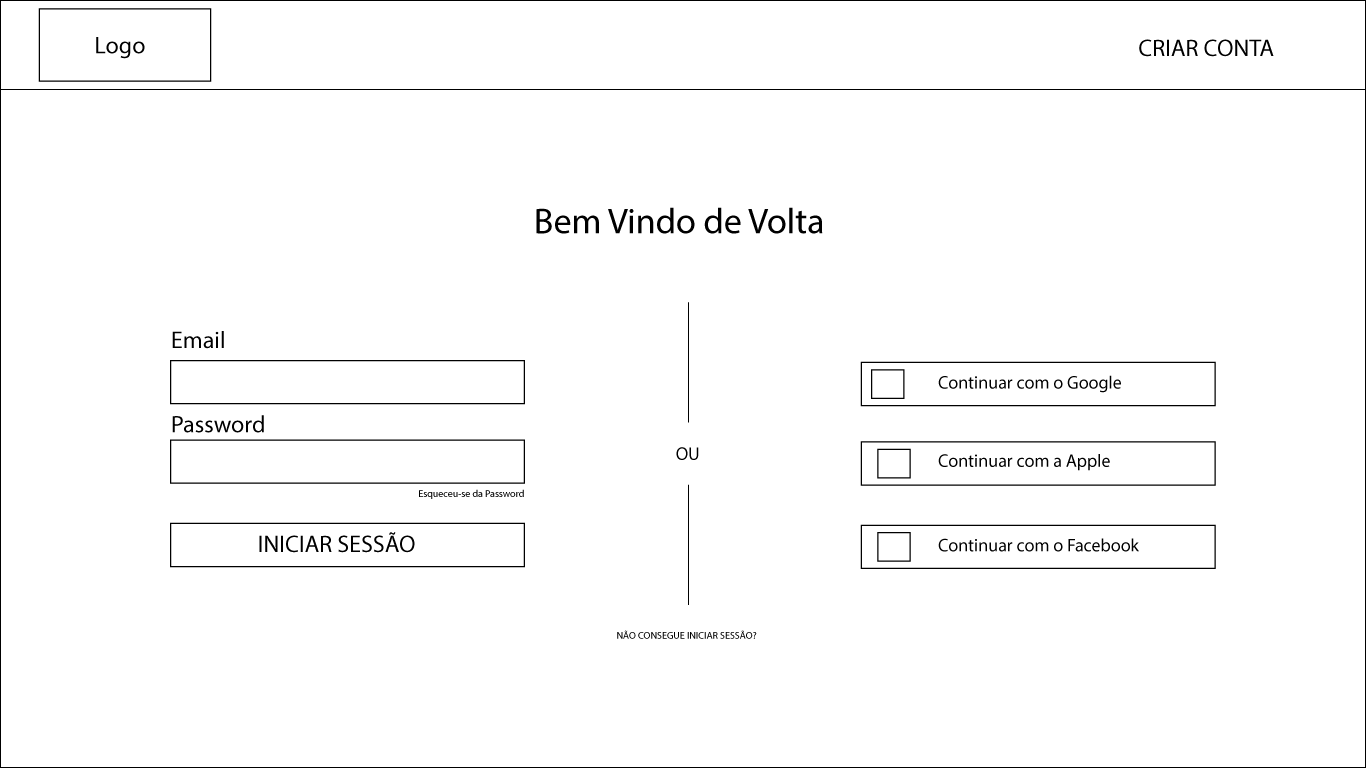 Logo
CRIAR CONTA
Bem Vindo de Volta
Email
Password
Esqueceu-se da Password
INICIAR SESSÃO
OU
Continuar com o Google
Continuar com a Apple
Continuar com o Facebook
NÃO CONSEGUE INICIAR SESSÃO?